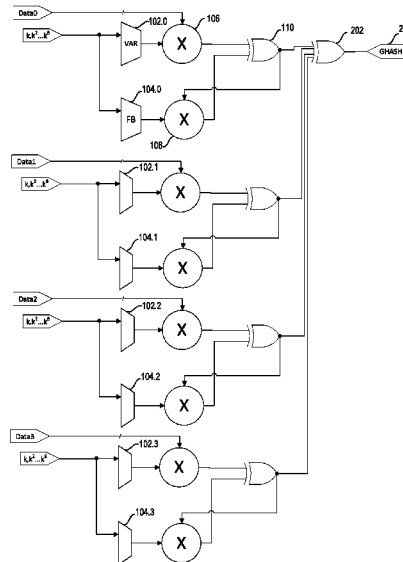 Data0
102.0
106
110
202
2
k,k²...k⁸
VAR
X
GHASH
104.0
FB
X
108
Data1
102.1
k,k²...k⁸
X
104.1
X
Data2
102.2
k,k²...k⁸
X
104.2
X
Data3
102.3
k,k²...k⁸
X
104.3
X